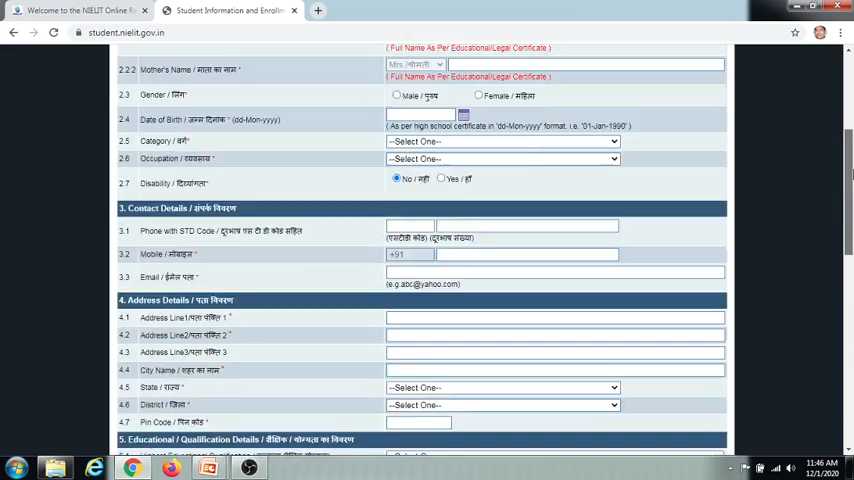 Welcome to the NIELIT Online Re
Student Information and Enrollm
student.nielit.gov.in
( Full Name As Per Educational/Legal Certificate )
2.2.2 Mother's Name / माता का नाम * Mrs./श्रीमती
( Full Name As Per Educational/Legal Certificate )
2.3 Gender / लिंग* Male / पुरुष Female / महिला
2.4 Date of Birth / जन्म दिनांक * (dd-Mon-yyyy)
( As per high school certificate in 'dd-Mon-yyyy' format. i.e. '01-Jan-1990' )
2.5 Category / वर्ग* --Select One--
2.6 Occupation / व्यवसाय * --Select One--
2.7 Disability / दिव्यांगता* No / नहीं Yes / हाँ
3. Contact Details / संपर्क विवरण
3.1 Phone with STD Code / दूरभाष एस टी डी कोड सहित
(एसटीडी कोड) (दूरभाष संख्या)
3.2 Mobile / मोबाइल * +91
3.3 Email / ईमेल पता *
(e.g.abc@yahoo.com)
4. Address Details / पता विवरण
4.1 Address Line1/पता पंक्ति 1 *
4.2 Address Line2/पता पंक्ति 2 *
4.3 Address Line3/पता पंक्ति 3
4.4 City Name / शहर का नाम *
4.5 State / राज्य * --Select One--
4.6 District / जिला * --Select One--
4.7 Pin Code / पिन कोड *
5. Educational / Qualification Details / शैक्षिक / योग्यता का विवरण
11:46 AM
12/1/2020